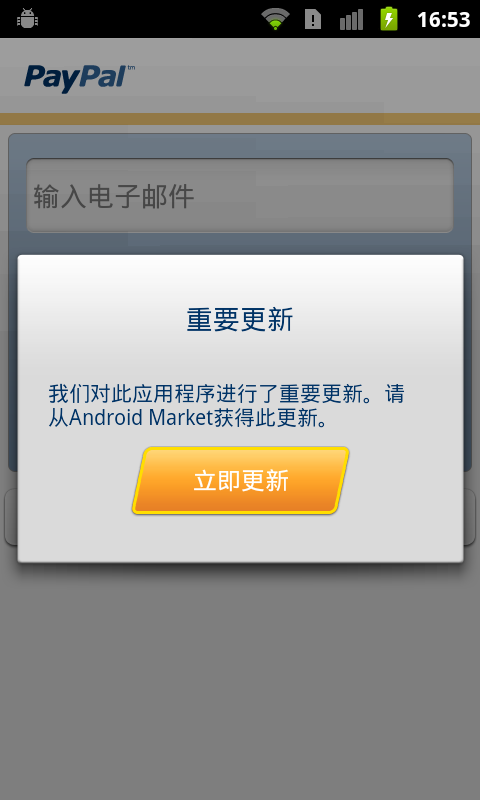 16:53
PayPal™
输入电子邮件
重要更新
我们对此应用程序进行了重要更新。请
从Android Market获得此更新。
立即更新